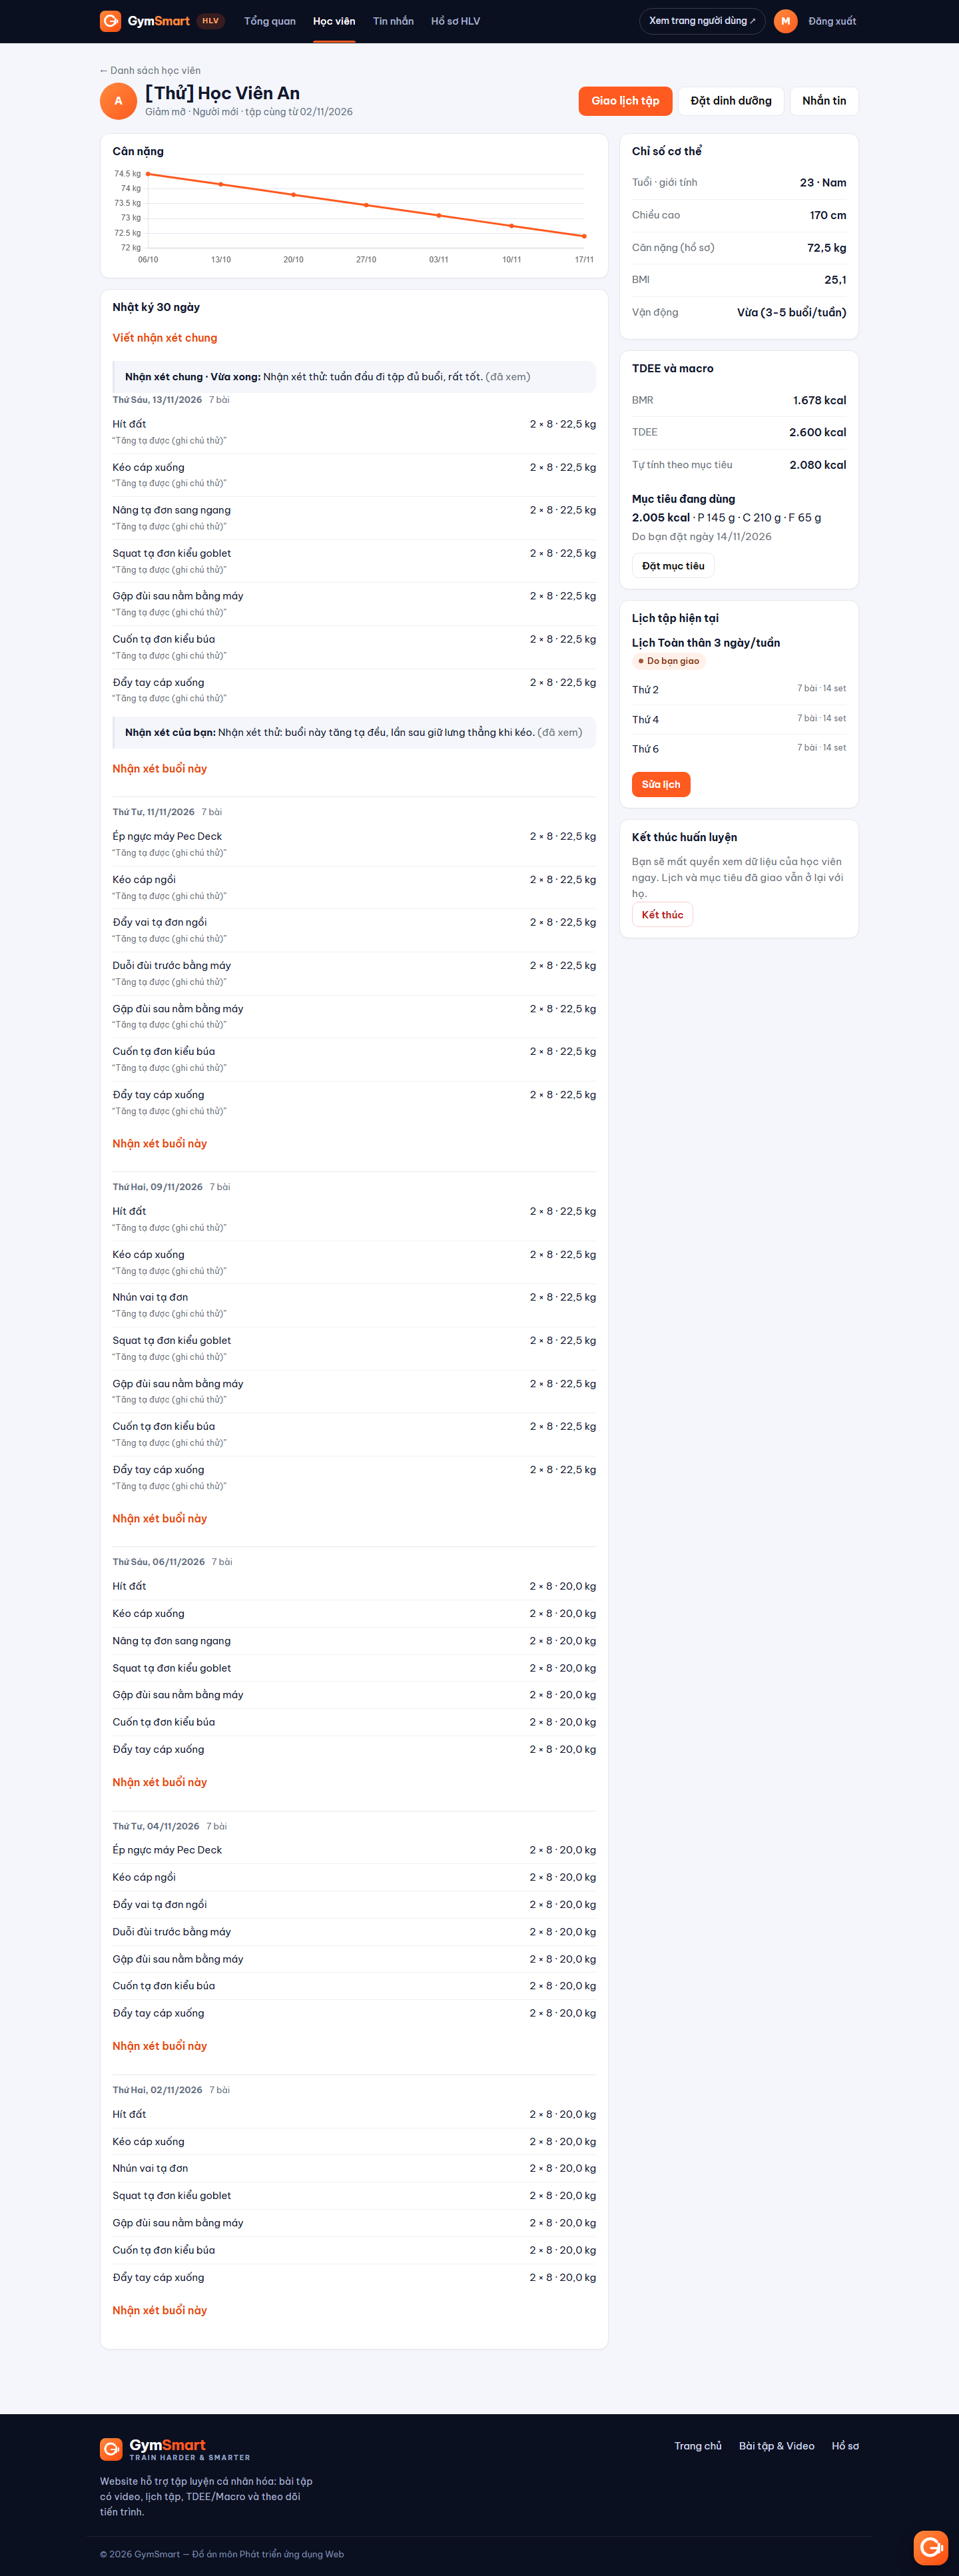 GymSmart HLV Tổng quan Học viên Tin nhắn Hồ sơ HLV Xem trang người dùng ↗ M Đăng xuất
← Danh sách học viên
A
[Thử] Học Viên An
Giảm mỡ · Người mới · tập cùng từ 02/11/2026
Giao lịch tập Đặt dinh dưỡng Nhắn tin
Cân nặng
74.5 kg
74 kg
73.5 kg
73 kg
72.5 kg
72 kg
06/10 13/10 20/10 27/10 03/11 10/11 17/11
Nhật ký 30 ngày
Viết nhận xét chung
Nhận xét chung · Vừa xong: Nhận xét thử: tuần đầu đi tập đủ buổi, rất tốt. (đã xem)
Thứ Sáu, 13/11/2026 7 bài
Hít đất 2 × 8 · 22,5 kg
"Tăng tạ được (ghi chú thử)"
Kéo cáp xuống 2 × 8 · 22,5 kg
"Tăng tạ được (ghi chú thử)"
Nâng tạ đơn sang ngang 2 × 8 · 22,5 kg
"Tăng tạ được (ghi chú thử)"
Squat tạ đơn kiểu goblet 2 × 8 · 22,5 kg
"Tăng tạ được (ghi chú thử)"
Gập đùi sau nằm bằng máy 2 × 8 · 22,5 kg
"Tăng tạ được (ghi chú thử)"
Cuốn tạ đơn kiểu búa 2 × 8 · 22,5 kg
"Tăng tạ được (ghi chú thử)"
Đẩy tay cáp xuống 2 × 8 · 22,5 kg
"Tăng tạ được (ghi chú thử)"
Nhận xét của bạn: Nhận xét thử: buổi này tăng tạ đều, lần sau giữ lưng thẳng khi kéo. (đã xem)
Nhận xét buổi này
Thứ Tư, 11/11/2026 7 bài
Ép ngực máy Pec Deck 2 × 8 · 22,5 kg
"Tăng tạ được (ghi chú thử)"
Kéo cáp ngồi 2 × 8 · 22,5 kg
"Tăng tạ được (ghi chú thử)"
Đẩy vai tạ đơn ngồi 2 × 8 · 22,5 kg
"Tăng tạ được (ghi chú thử)"
Duỗi đùi trước bằng máy 2 × 8 · 22,5 kg
"Tăng tạ được (ghi chú thử)"
Gập đùi sau nằm bằng máy 2 × 8 · 22,5 kg
"Tăng tạ được (ghi chú thử)"
Cuốn tạ đơn kiểu búa 2 × 8 · 22,5 kg
"Tăng tạ được (ghi chú thử)"
Đẩy tay cáp xuống 2 × 8 · 22,5 kg
"Tăng tạ được (ghi chú thử)"
Nhận xét buổi này
Thứ Hai, 09/11/2026 7 bài
Hít đất 2 × 8 · 22,5 kg
"Tăng tạ được (ghi chú thử)"
Kéo cáp xuống 2 × 8 · 22,5 kg
"Tăng tạ được (ghi chú thử)"
Nhún vai tạ đơn 2 × 8 · 22,5 kg
"Tăng tạ được (ghi chú thử)"
Squat tạ đơn kiểu goblet 2 × 8 · 22,5 kg
"Tăng tạ được (ghi chú thử)"
Gập đùi sau nằm bằng máy 2 × 8 · 22,5 kg
"Tăng tạ được (ghi chú thử)"
Cuốn tạ đơn kiểu búa 2 × 8 · 22,5 kg
"Tăng tạ được (ghi chú thử)"
Đẩy tay cáp xuống 2 × 8 · 22,5 kg
"Tăng tạ được (ghi chú thử)"
Nhận xét buổi này
Thứ Sáu, 06/11/2026 7 bài
Hít đất 2 × 8 · 20,0 kg
Kéo cáp xuống 2 × 8 · 20,0 kg
Nâng tạ đơn sang ngang 2 × 8 · 20,0 kg
Squat tạ đơn kiểu goblet 2 × 8 · 20,0 kg
Gập đùi sau nằm bằng máy 2 × 8 · 20,0 kg
Cuốn tạ đơn kiểu búa 2 × 8 · 20,0 kg
Đẩy tay cáp xuống 2 × 8 · 20,0 kg
Nhận xét buổi này
Thứ Tư, 04/11/2026 7 bài
Ép ngực máy Pec Deck 2 × 8 · 20,0 kg
Kéo cáp ngồi 2 × 8 · 20,0 kg
Đẩy vai tạ đơn ngồi 2 × 8 · 20,0 kg
Duỗi đùi trước bằng máy 2 × 8 · 20,0 kg
Gập đùi sau nằm bằng máy 2 × 8 · 20,0 kg
Cuốn tạ đơn kiểu búa 2 × 8 · 20,0 kg
Đẩy tay cáp xuống 2 × 8 · 20,0 kg
Nhận xét buổi này
Thứ Hai, 02/11/2026 7 bài
Hít đất 2 × 8 · 20,0 kg
Kéo cáp xuống 2 × 8 · 20,0 kg
Nhún vai tạ đơn 2 × 8 · 20,0 kg
Squat tạ đơn kiểu goblet 2 × 8 · 20,0 kg
Gập đùi sau nằm bằng máy 2 × 8 · 20,0 kg
Cuốn tạ đơn kiểu búa 2 × 8 · 20,0 kg
Đẩy tay cáp xuống 2 × 8 · 20,0 kg
Nhận xét buổi này
Chỉ số cơ thể
Tuổi · giới tính 23 · Nam
Chiều cao 170 cm
Cân nặng (hồ sơ) 72,5 kg
BMI 25,1
Vận động Vừa (3-5 buổi/tuần)
TDEE và macro
BMR 1.678 kcal
TDEE 2.600 kcal
Tự tính theo mục tiêu 2.080 kcal
Mục tiêu đang dùng
2.005 kcal · P 145 g · C 210 g · F 65 g
Do bạn đặt ngày 14/11/2026
Đặt mục tiêu
Lịch tập hiện tại
Lịch Toàn thân 3 ngày/tuần
Do bạn giao
Thứ 2 7 bài · 14 set
Thứ 4 7 bài · 14 set
Thứ 6 7 bài · 14 set
Sửa lịch
Kết thúc huấn luyện
Bạn sẽ mất quyền xem dữ liệu của học viên
ngay. Lịch và mục tiêu đã giao vẫn ở lại với
họ.
Kết thúc
GymSmart
TRAIN HARDER & SMARTER
Website hỗ trợ tập luyện cá nhân hóa: bài tập
có video, lịch tập, TDEE/Macro và theo dõi
tiến trình.
Trang chủ Bài tập & Video Hồ sơ
© 2026 GymSmart — Đồ án môn Phát triển ứng dụng Web